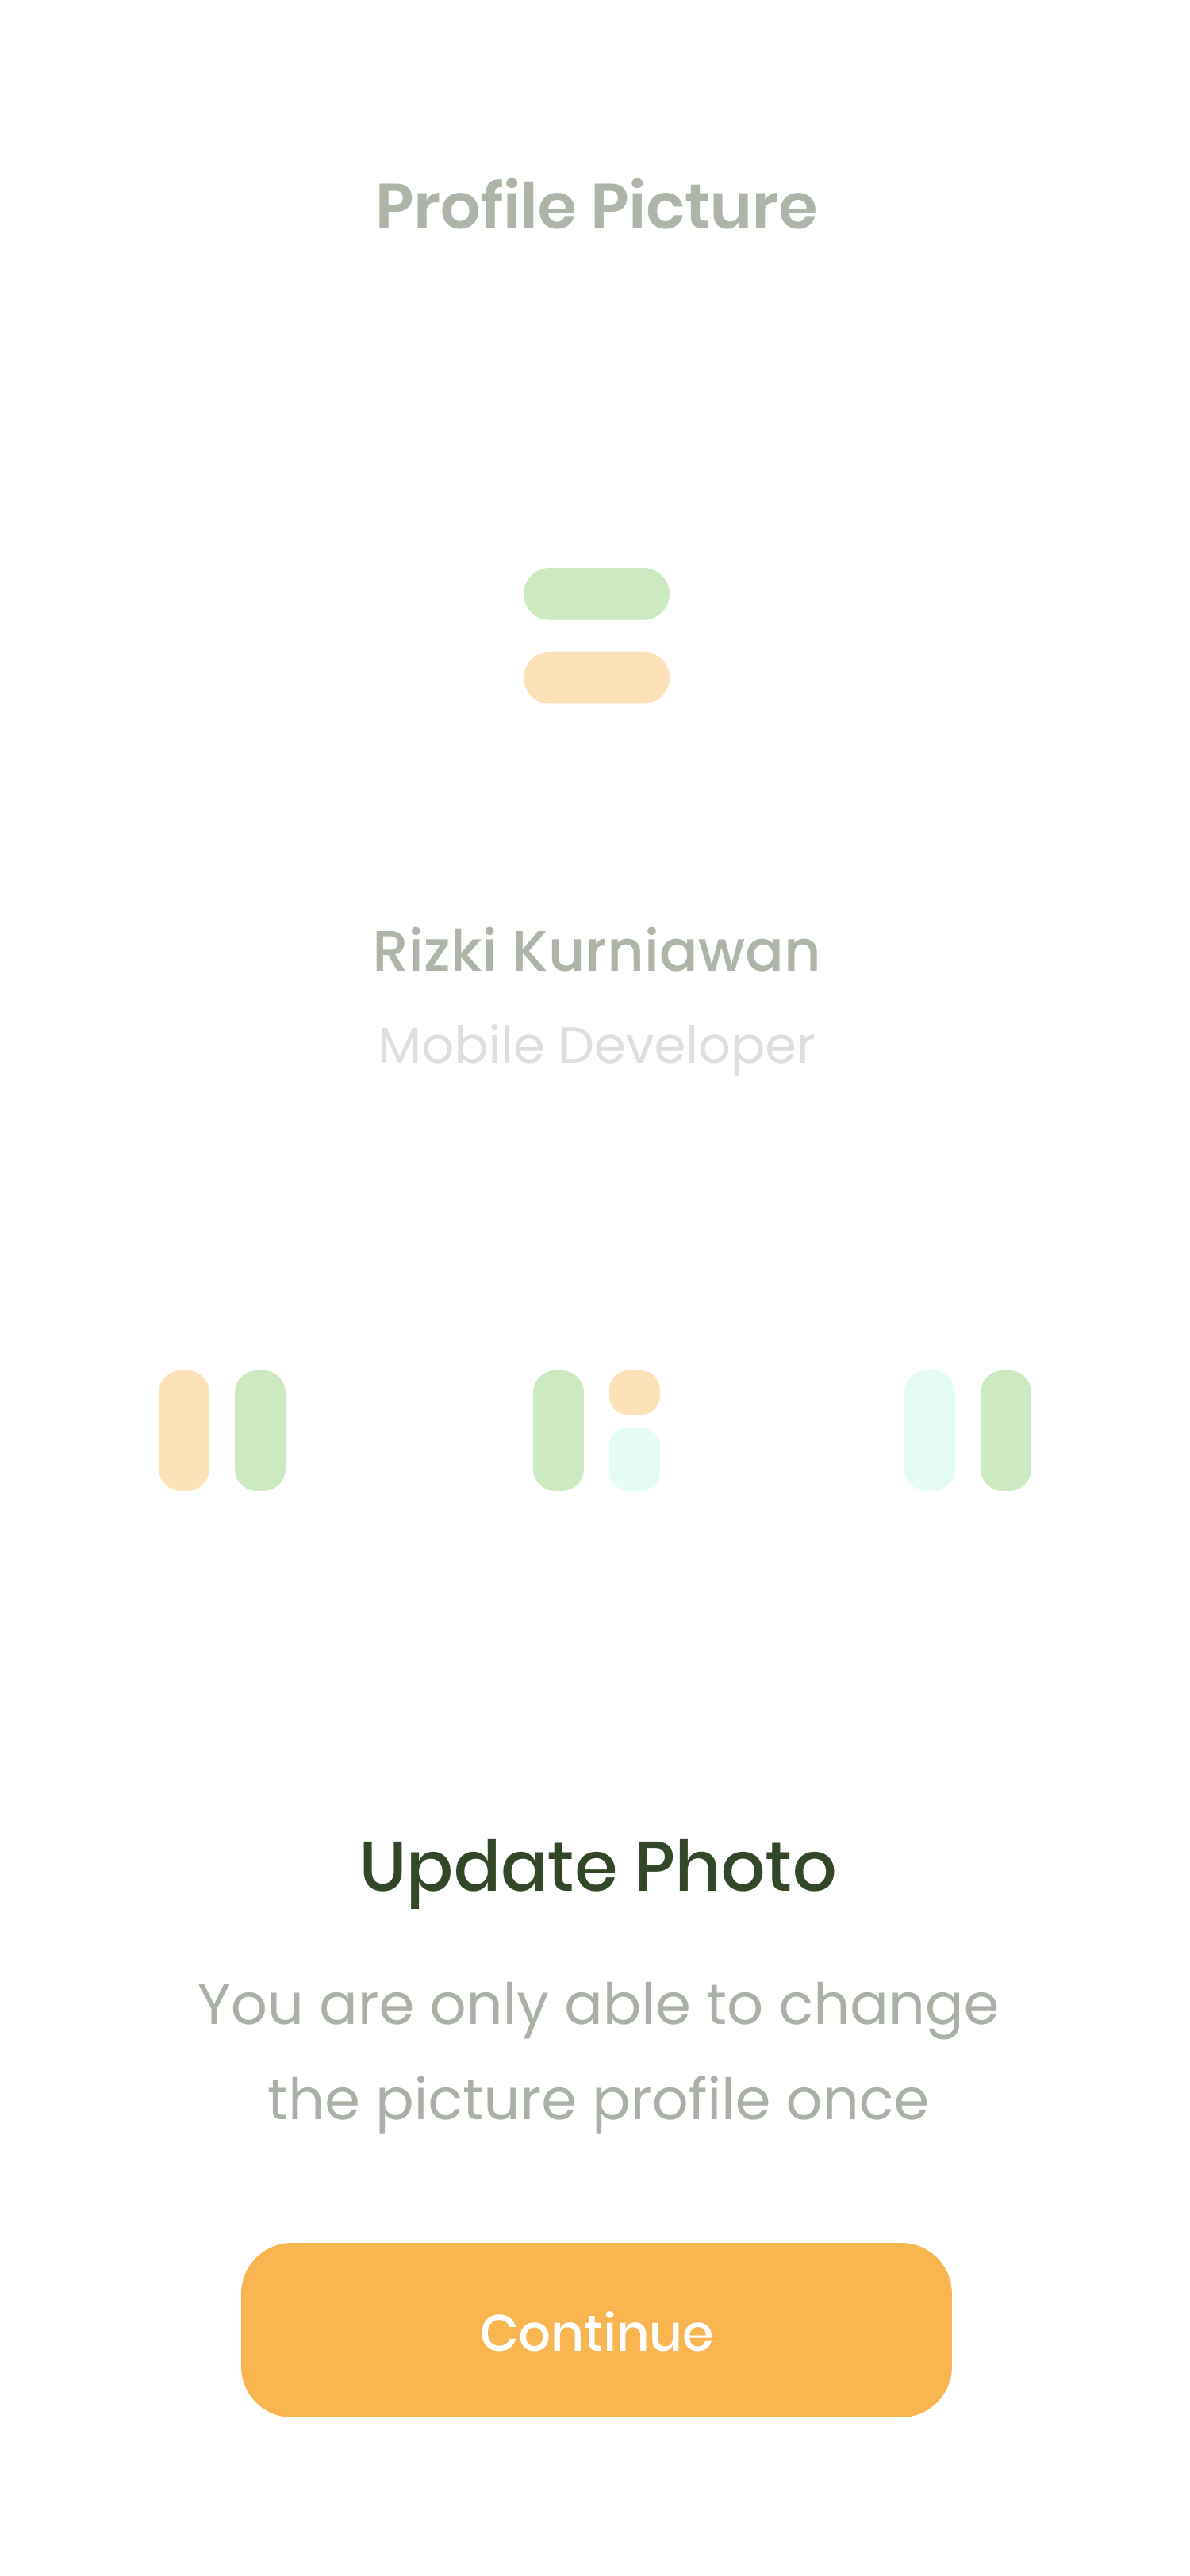 Profile Picture
Rizki Kurniawan
Mobile Developer
Update Photo
You are only able to change
the picture profile once
Continue